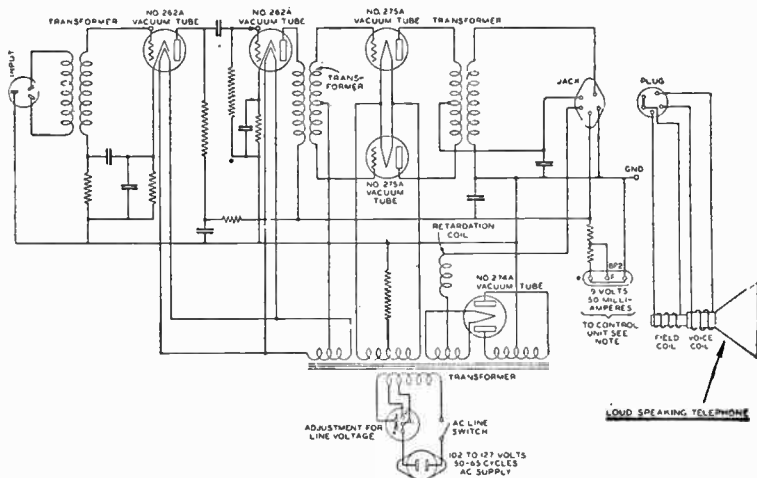 NO. 262A
VACUUM TUBE
TRANSFORMER
NO. 262A
VACUUM TUBE
NO. 275A
VACUUM TUBE
TRANSFORMER
INPUT
TRANS-
FORMER
JACK
PLUG
NO. 275A
VACUUM
TUBE
GND
RETARDATION
COIL
NO. 274A
VACUUM TUBE
BP2
9 VOLTS
50 MILLI-
AMPERES
TO CONTROL
UNIT SEE
NOTE
FIELD
COIL
VOICE
COIL
TRANSFORMER
LOUD SPEAKING TELEPHONE
ADJUSTMENT FOR
LINE VOLTAGE
AC LINE
SWITCH
102 TO 127 VOLTS
50-65 CYCLES
AC SUPPLY